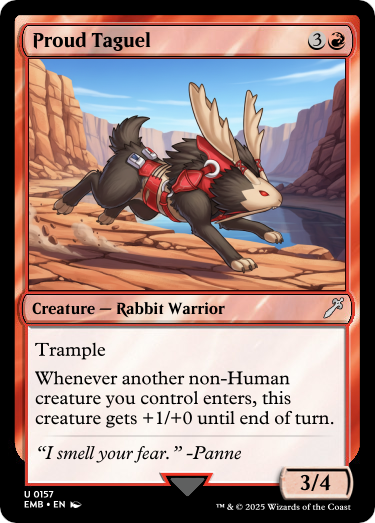 Proud Taguel 3
Creature — Rabbit Warrior
Trample
Whenever another non-Human
creature you control enters, this
creature gets +1/+0 until end of turn.
“I smell your fear.” -Panne
3/4
U 0157
EMB • EN
™ & © 2025 Wizards of the Coast